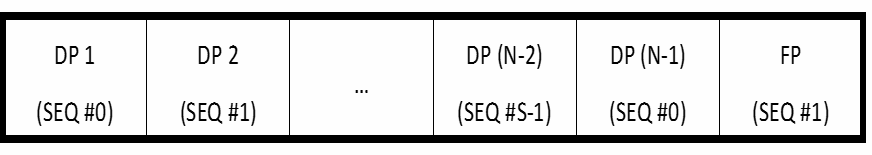 DP 1 DP 2 ... DP (N-2) DP (N-1) FP
(SEQ #0) (SEQ #1) (SEQ #S-1) (SEQ #0) (SEQ #1)